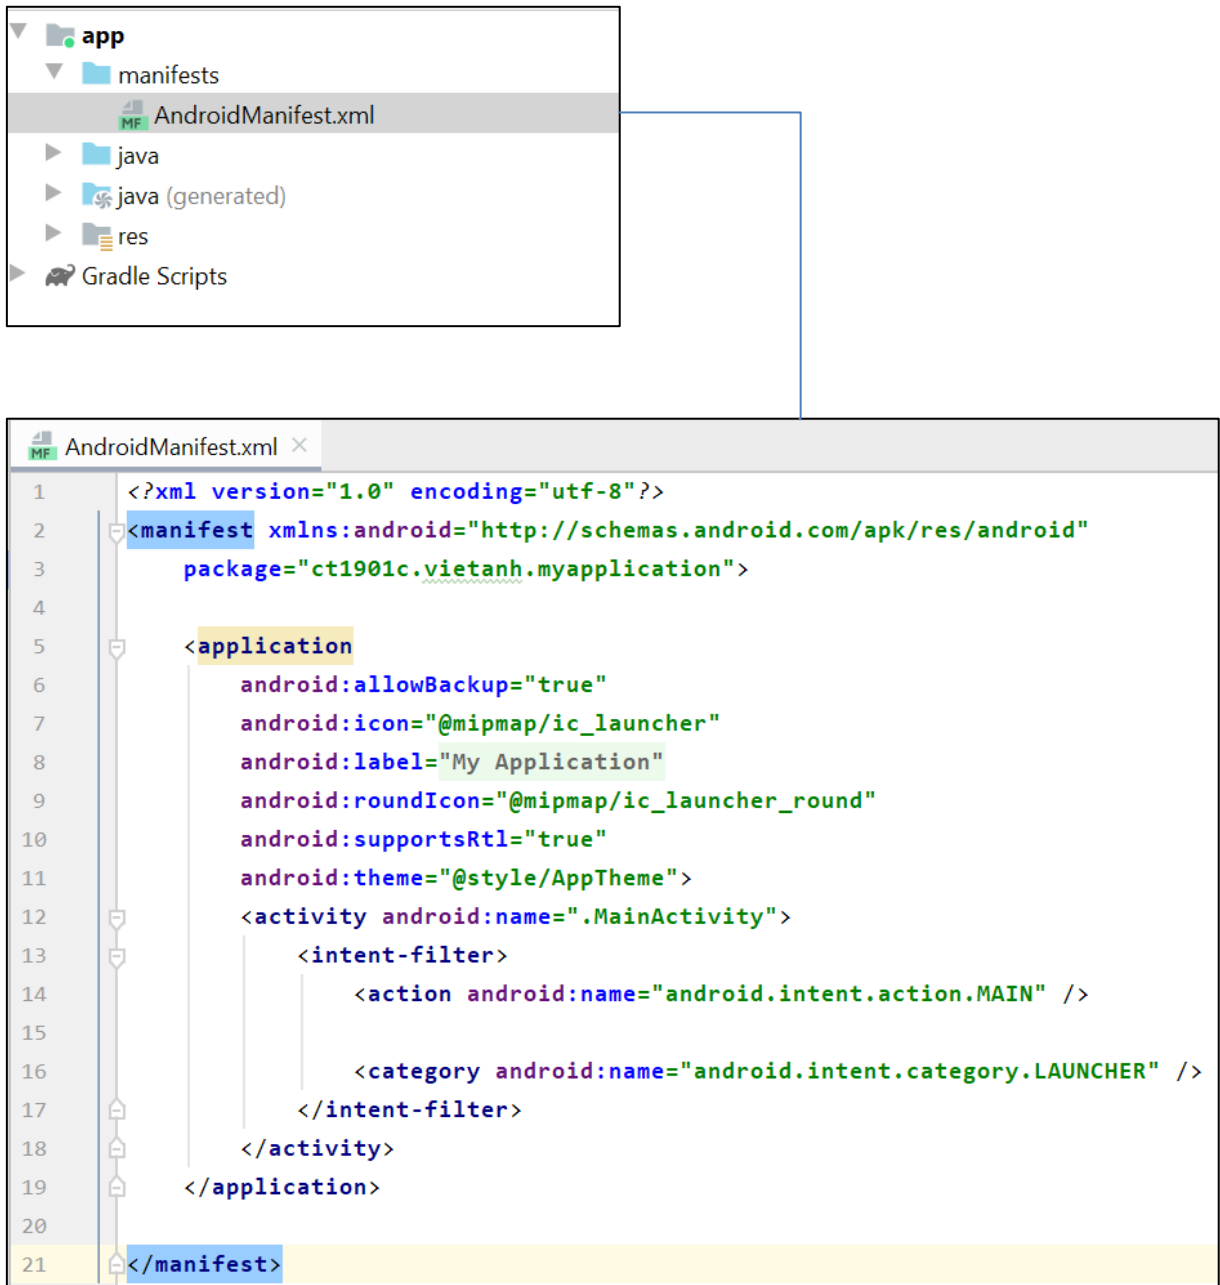 app
manifests
MF AndroidManifest.xml
java
java (generated)
res
Gradle Scripts
MF AndroidManifest.xml
1 <?xml version="1.0" encoding="utf-8"?>
2 <manifest xmlns:android="http://schemas.android.com/apk/res/android"
3 package="ct1901c.vietanh.myapplication">
4
5 <application
6 android:allowBackup="true"
7 android:icon="@mipmap/ic_launcher"
8 android:label="My Application"
9 android:roundIcon="@mipmap/ic_launcher_round"
10 android:supportsRtl="true"
11 android:theme="@style/AppTheme">
12 <activity android:name=".MainActivity">
13 <intent-filter>
14 <action android:name="android.intent.action.MAIN" />
15
16 <category android:name="android.intent.category.LAUNCHER" />
17 </intent-filter>
18 </activity>
19 </application>
20
21 </manifest>